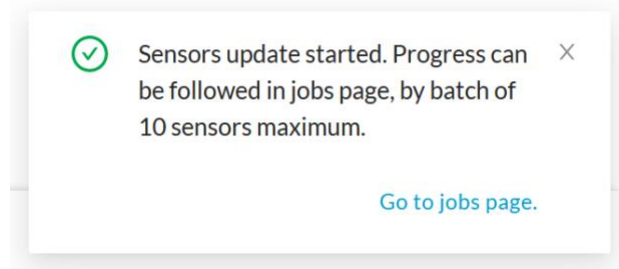 Sensors update started. Progress can
be followed in jobs page, by batch of
10 sensors maximum.
Go to jobs page.